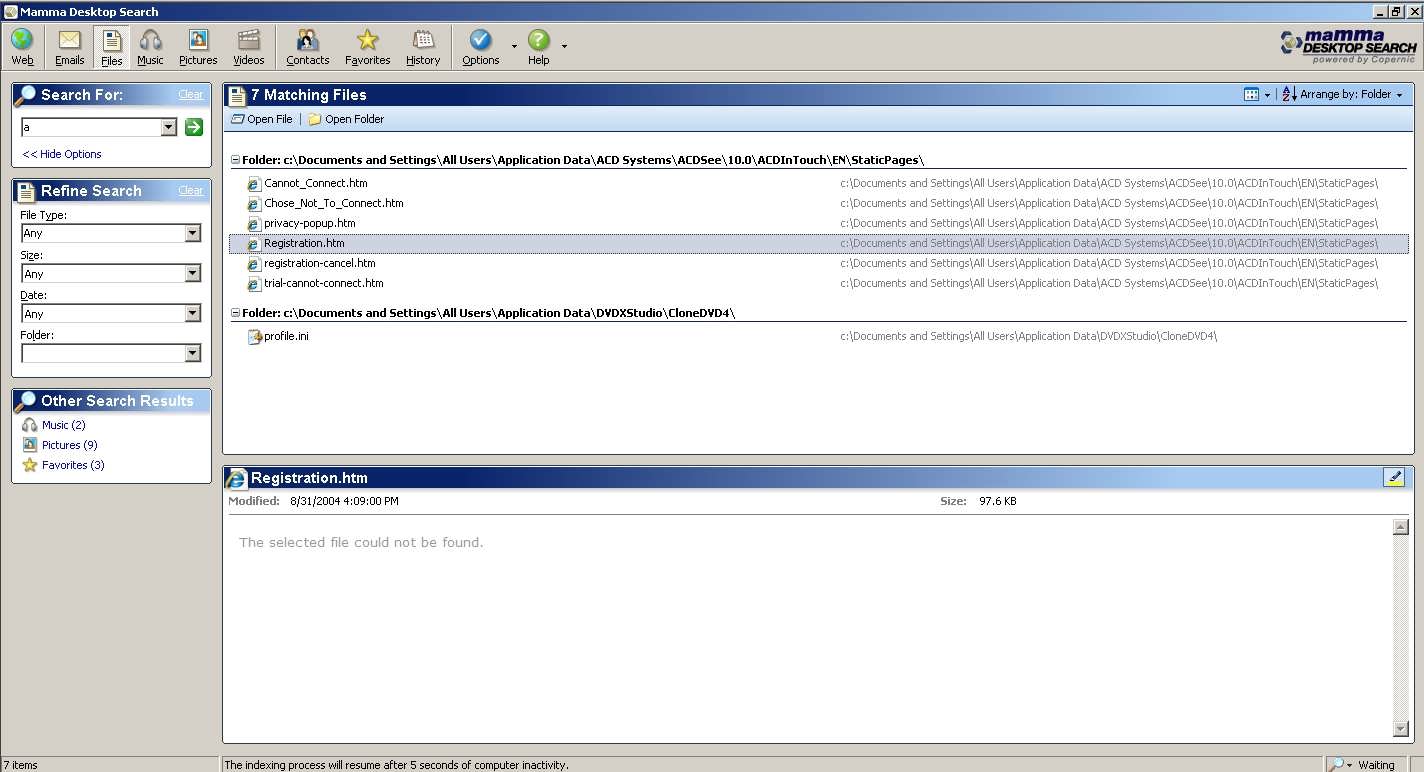 Mamma Desktop Search
Web Emails Files Music Pictures Videos Contacts Favorites History Options Help
mamma
DESKTOP SEARCH
powered by Copernic
Search For: Clear
a
<< Hide Options
Refine Search Clear
File Type:
Any
Size:
Any
Date:
Any
Folder:
Other Search Results
Music (2)
Pictures (9)
Favorites (3)
7 Matching Files Arrange by: Folder
Open File | Open Folder
Folder: c:\Documents and Settings\All Users\Application Data\ACD Systems\ACDSee\10.0\ACDInTouch\EN\StaticPages\
Cannot_Connect.htm c:\Documents and Settings\All Users\Application Data\ACD Systems\ACDSee\10.0\ACDInTouch\EN\StaticPages\
Chose_Not_To_Connect.htm c:\Documents and Settings\All Users\Application Data\ACD Systems\ACDSee\10.0\ACDInTouch\EN\StaticPages\
privacy-popup.htm c:\Documents and Settings\All Users\Application Data\ACD Systems\ACDSee\10.0\ACDInTouch\EN\StaticPages\
Registration.htm c:\Documents and Settings\All Users\Application Data\ACD Systems\ACDSee\10.0\ACDInTouch\EN\StaticPages\
registration-cancel.htm c:\Documents and Settings\All Users\Application Data\ACD Systems\ACDSee\10.0\ACDInTouch\EN\StaticPages\
trial-cannot-connect.htm c:\Documents and Settings\All Users\Application Data\ACD Systems\ACDSee\10.0\ACDInTouch\EN\StaticPages\
Folder: c:\Documents and Settings\All Users\Application Data\DVDXStudio\CloneDVD4\
profile.ini c:\Documents and Settings\All Users\Application Data\DVDXStudio\CloneDVD4\
Registration.htm
Modified: 8/31/2004 4:09:00 PM Size: 97.6 KB
The selected file could not be found.
7 items The indexing process will resume after 5 seconds of computer inactivity. Waiting